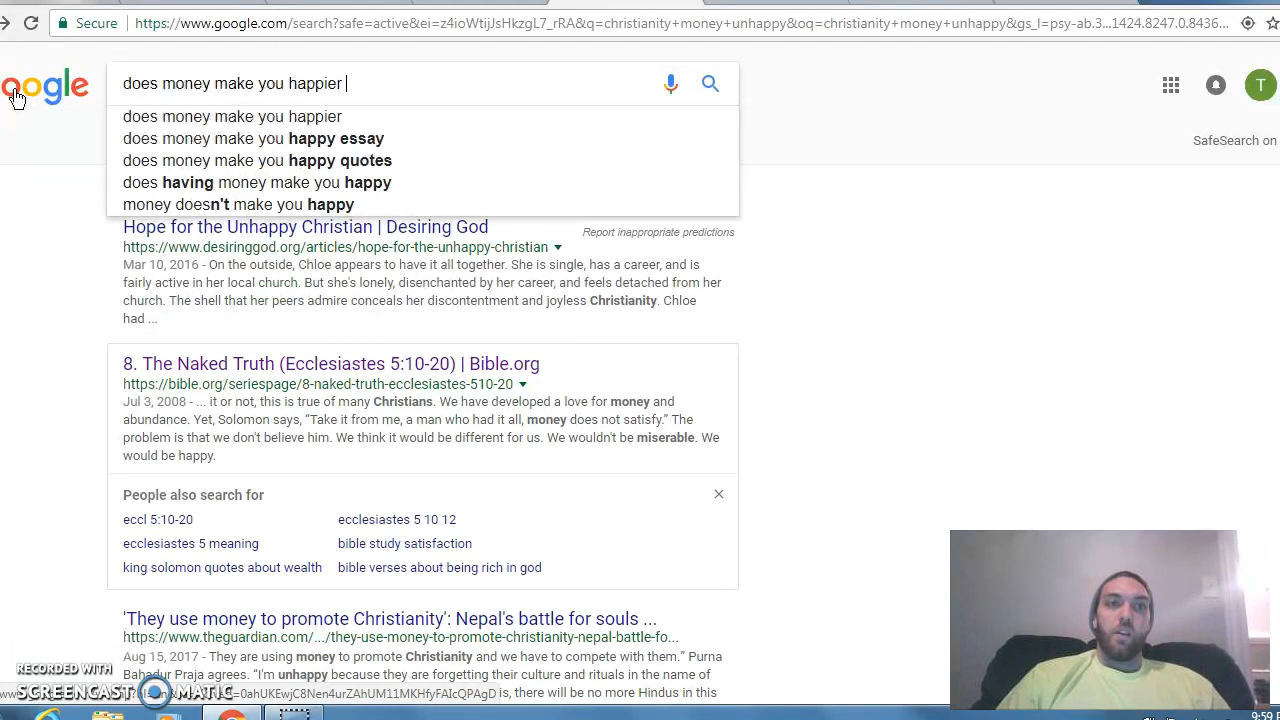 Secure
https://www.google.com/search?safe=active&ei=z4ioWtijJsHkzgL7_rRA&q=christianity+money+unhappy&oq=christianity+money+unhappy&gs_l=psy-ab.3...1424.8247.0.8436...
oogle
does money make you happier
T
does money make you happier
does money make you happy essay
does money make you happy quotes
does having money make you happy
money doesn't make you happy
SafeSearch on
Report inappropriate predictions
Hope for the Unhappy Christian | Desiring God
https://www.desiringgod.org/articles/hope-for-the-unhappy-christian
Mar 10, 2016 - On the outside, Chloe appears to have it all together. She is single, has a career, and is
fairly active in her local church. But she's lonely, disenchanted by her career, and feels detached from her
church. The shell that her peers admire conceals her discontentment and joyless Christianity. Chloe
had ...
8. The Naked Truth (Ecclesiastes 5:10-20) | Bible.org
https://bible.org/seriespage/8-naked-truth-ecclesiastes-510-20
Jul 3, 2008 - ... it or not, this is true of many Christians. We have developed a love for money and
abundance. Yet, Solomon says, "Take it from me, a man who had it all, money does not satisfy." The
problem is that we don't believe him. We think it would be different for us. We wouldn't be miserable. We
would be happy.
People also search for
eccl 5:10-20
ecclesiastes 5 10 12
ecclesiastes 5 meaning
bible study satisfaction
king solomon quotes about wealth
bible verses about being rich in god
'They use money to promote Christianity': Nepal's battle for souls ...
https://www.theguardian.com/.../they-use-money-to-promote-christianity-nepal-battle-fo...
Aug 15, 2017 - "They are using money to promote Christianity and we have to compete with them." Purna
Bahadur Praja agrees. "I'm unhappy because they are forgetting their culture and rituals in the name of
is, there will be no more Hindus in this
RECORDED WITH
SCREENCAST MATIC